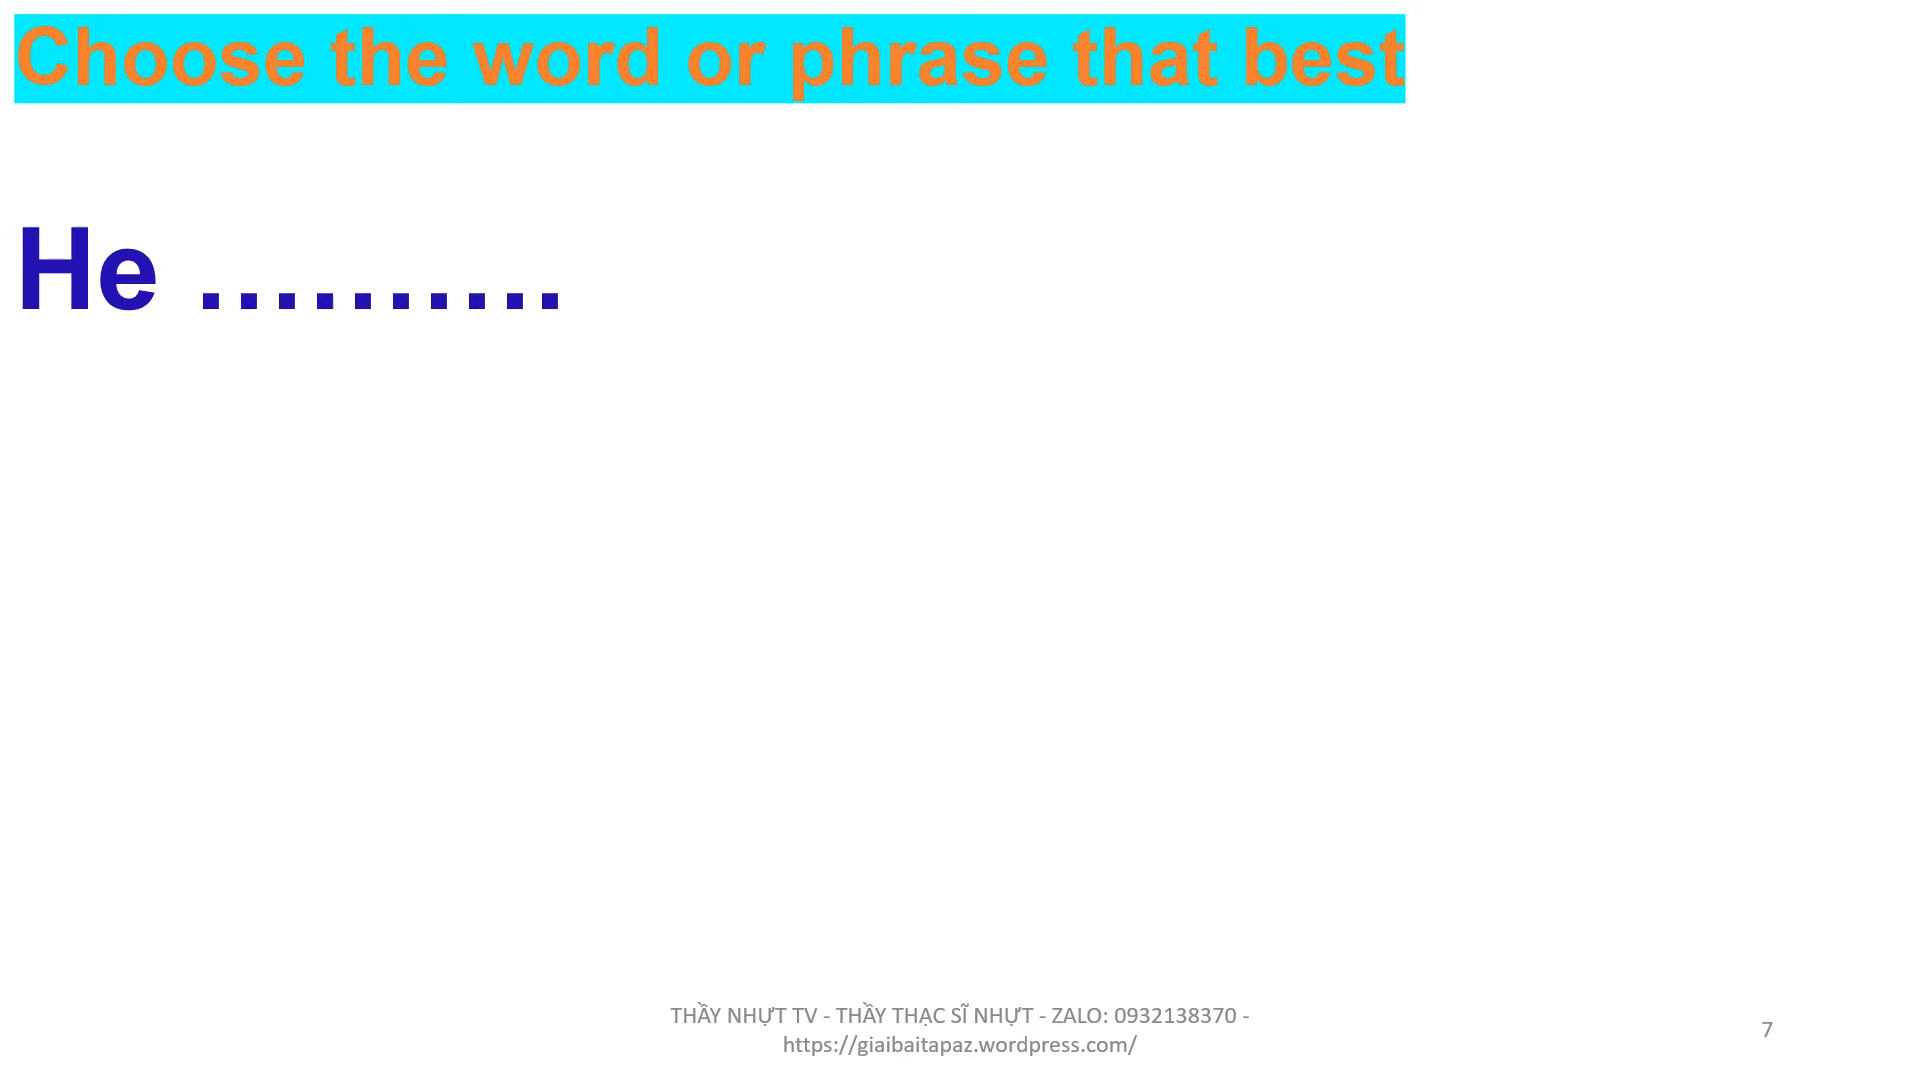 Choose the word or phrase that best
He ..........
THẦY NHỰT TV - THẦY THẠC SĨ NHỰT - ZALO: 0932138370 -
https://giaibaitapaz.wordpress.com/
7